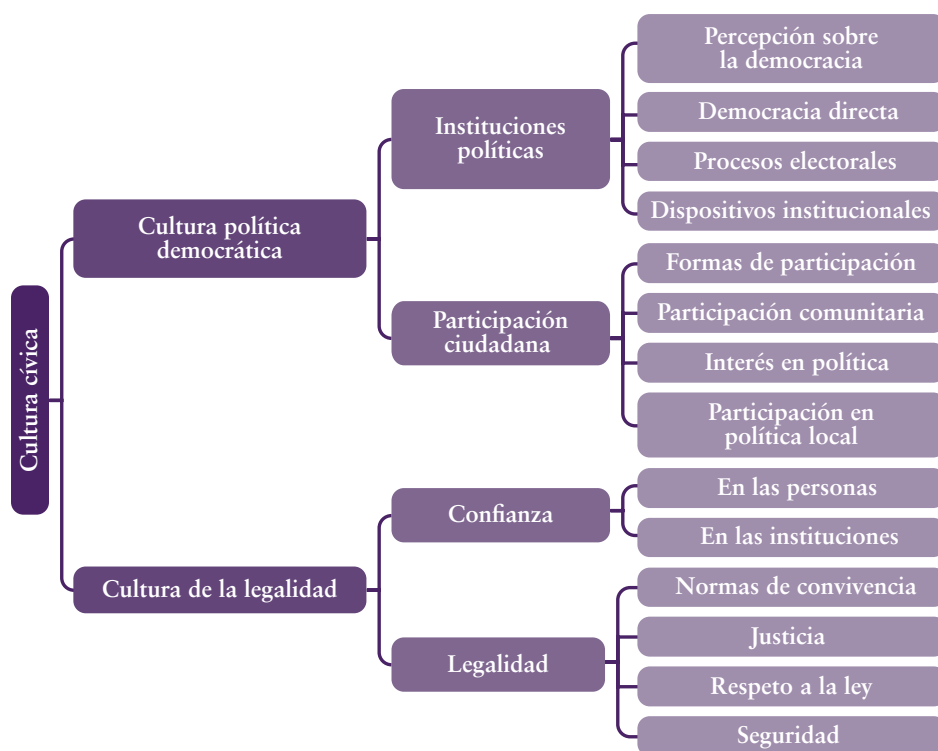 Cultura cívica
Cultura política
democrática
Instituciones
políticas
Percepción sobre
la democracia
Democracia directa
Procesos electorales
Dispositivos institucionales
Participación
ciudadana
Formas de participación
Participación comunitaria
Interés en política
Participación en
política local
Cultura de la legalidad
Confianza
En las personas
En las instituciones
Legalidad
Normas de convivencia
Justicia
Respeto a la ley
Seguridad